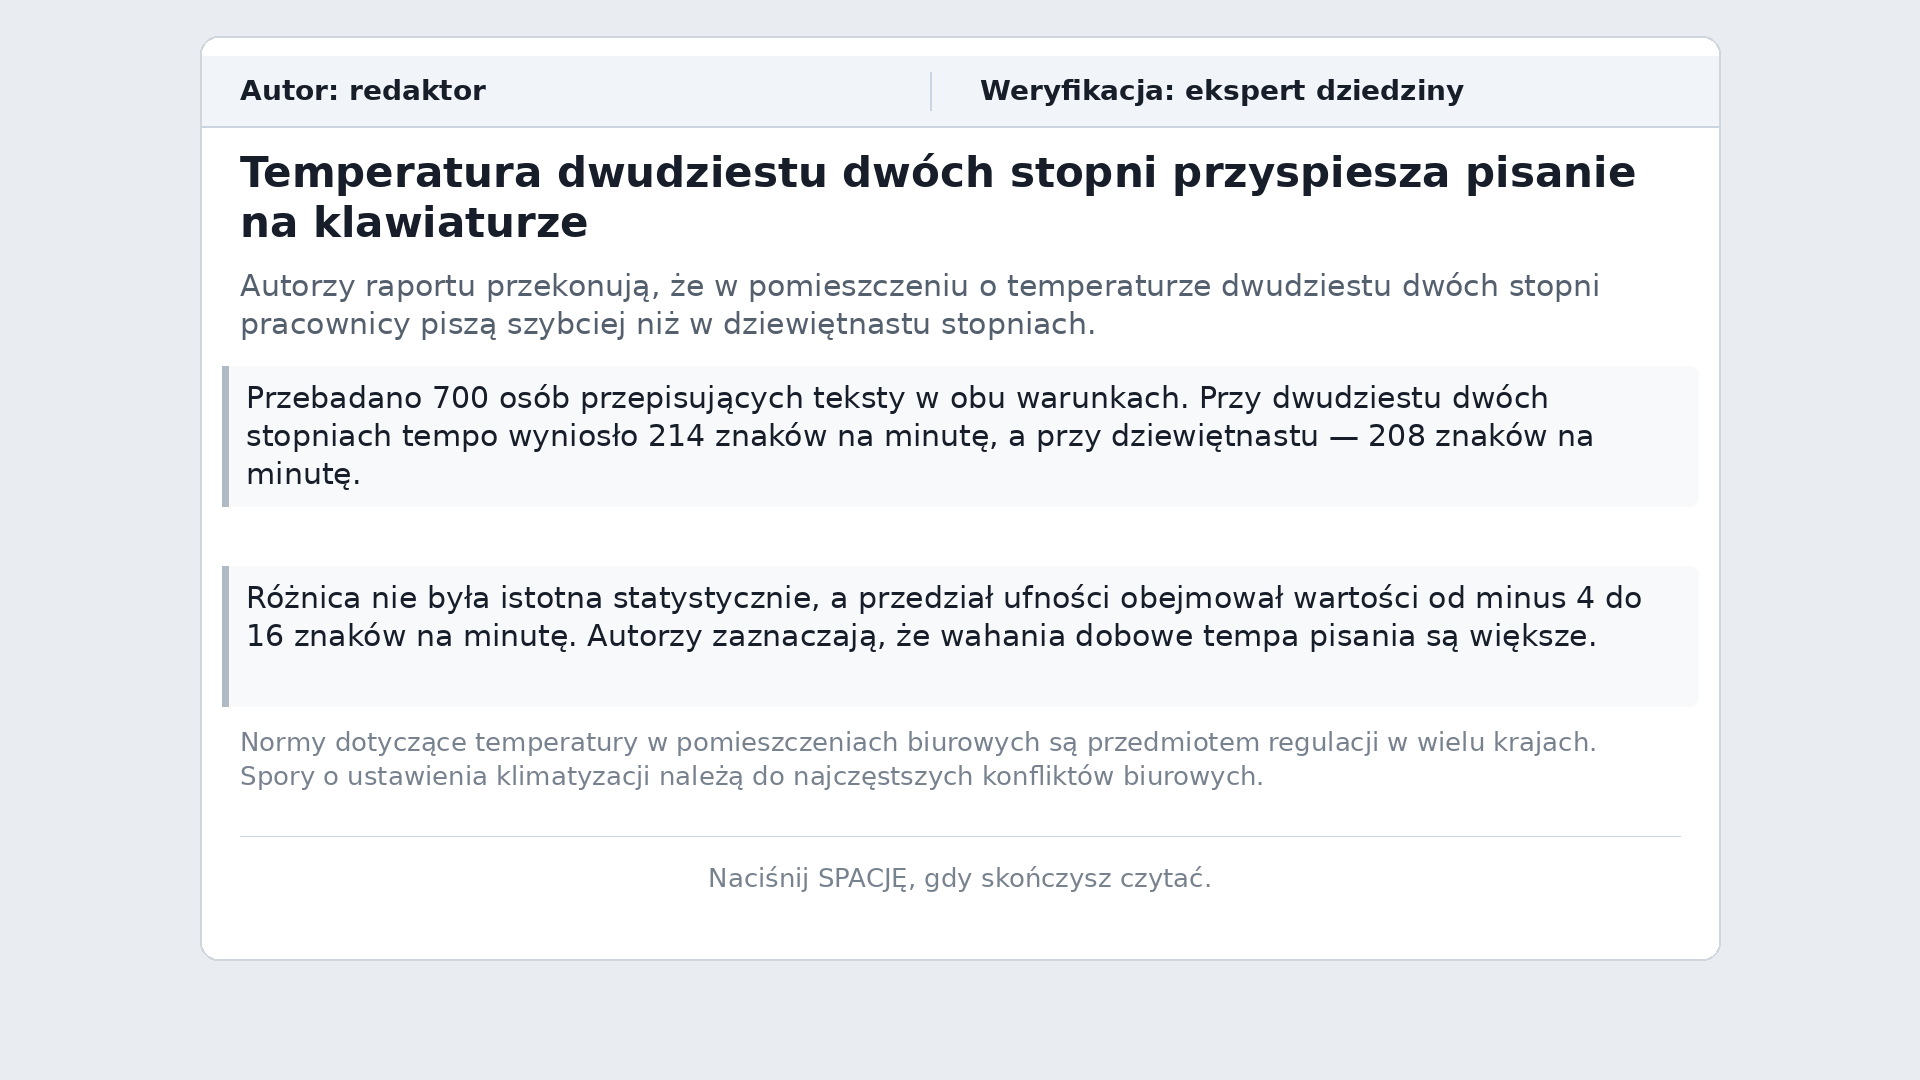 Autor: redaktor
Weryfikacja: ekspert dziedziny
Temperatura dwudziestu dwóch stopni przyspiesza pisanie
na klawiaturze
Autorzy raportu przekonują, że w pomieszczeniu o temperaturze dwudziestu dwóch stopni
pracownicy piszą szybciej niż w dziewiętnastu stopniach.
Przebadano 700 osób przepisujących teksty w obu warunkach. Przy dwudziestu dwóch
stopniach tempo wyniosło 214 znaków na minutę, a przy dziewiętnastu — 208 znaków na
minutę.
Różnica nie była istotna statystycznie, a przedział ufności obejmował wartości od minus 4 do
16 znaków na minutę. Autorzy zaznaczają, że wahania dobowe tempa pisania są większe.
Normy dotyczące temperatury w pomieszczeniach biurowych są przedmiotem regulacji w wielu krajach.
Spory o ustawienia klimatyzacji należą do najczęstszych konfliktów biurowych.
Naciśnij SPACJĘ, gdy skończysz czytać.